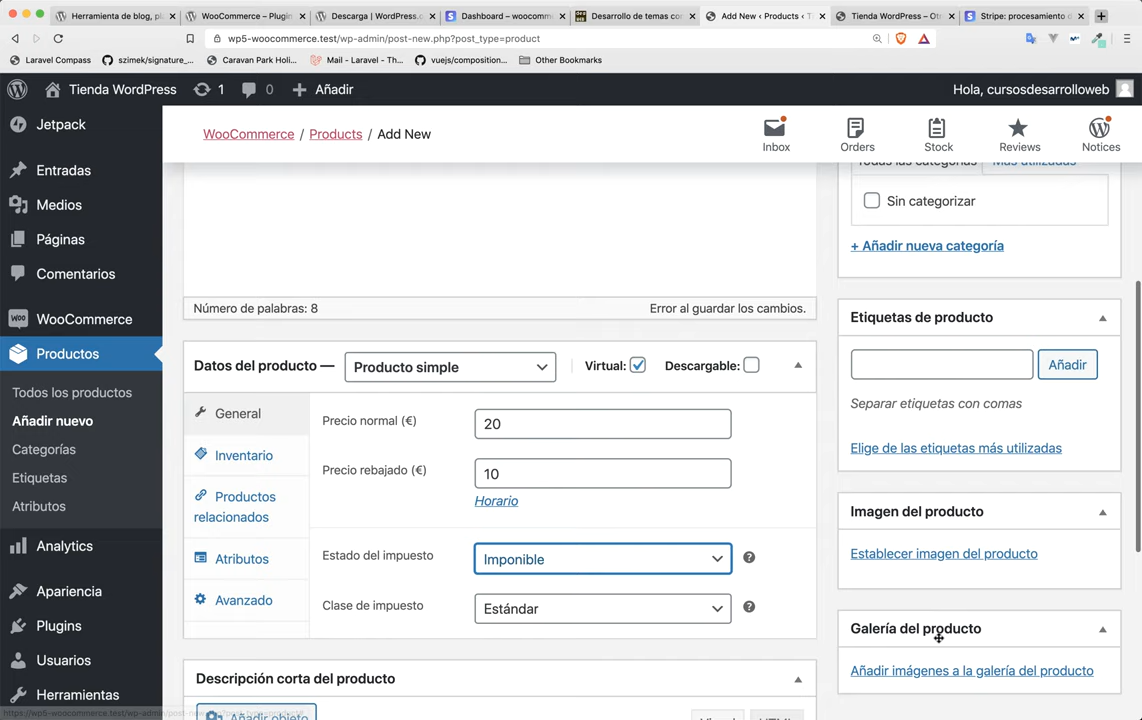 Herramienta de blog, pl
WooCommerce – Plugin
Descarga | WordPress.c
Dashboard – woocomm
Desarrollo de temas con
Add New ‹ Products ‹ Ti
Tienda WordPress – Otr
Stripe: procesamiento d
wp5-woocommerce.test/wp-admin/post-new.php?post_type=product
Laravel Compass
szimek/signature_...
Caravan Park Holi...
Mail - Laravel - Th...
vuejs/composition...
Other Bookmarks
Tienda WordPress
1
0
Añadir
Hola, cursosdesarrolloweb
Jetpack
Entradas
Medios
Páginas
Comentarios
WooCommerce
Productos
Todos los productos
Añadir nuevo
Categorías
Etiquetas
Atributos
Analytics
Apariencia
Plugins
Usuarios
Herramientas
https://wp5-woocommerce.test/wp-admin/post-new.php?post_type=product#
WooCommerce / Products / Add New
Inbox
Orders
Stock
Reviews
Notices
Número de palabras: 8
Error al guardar los cambios.
Datos del producto —
Producto simple
Virtual:
Descargable:
General
Inventario
Productos
relacionados
Atributos
Avanzado
Precio normal (€)
20
Precio rebajado (€)
10
Horario
Estado del impuesto
Imponible
Clase de impuesto
Estándar
Descripción corta del producto
Añadir objeto
Visual
HTML
Todas las categorías
Más utilizadas
Sin categorizar
+ Añadir nueva categoría
Etiquetas de producto
Añadir
Separar etiquetas con comas
Elige de las etiquetas más utilizadas
Imagen del producto
Establecer imagen del producto
Galería del producto
Añadir imágenes a la galería del producto